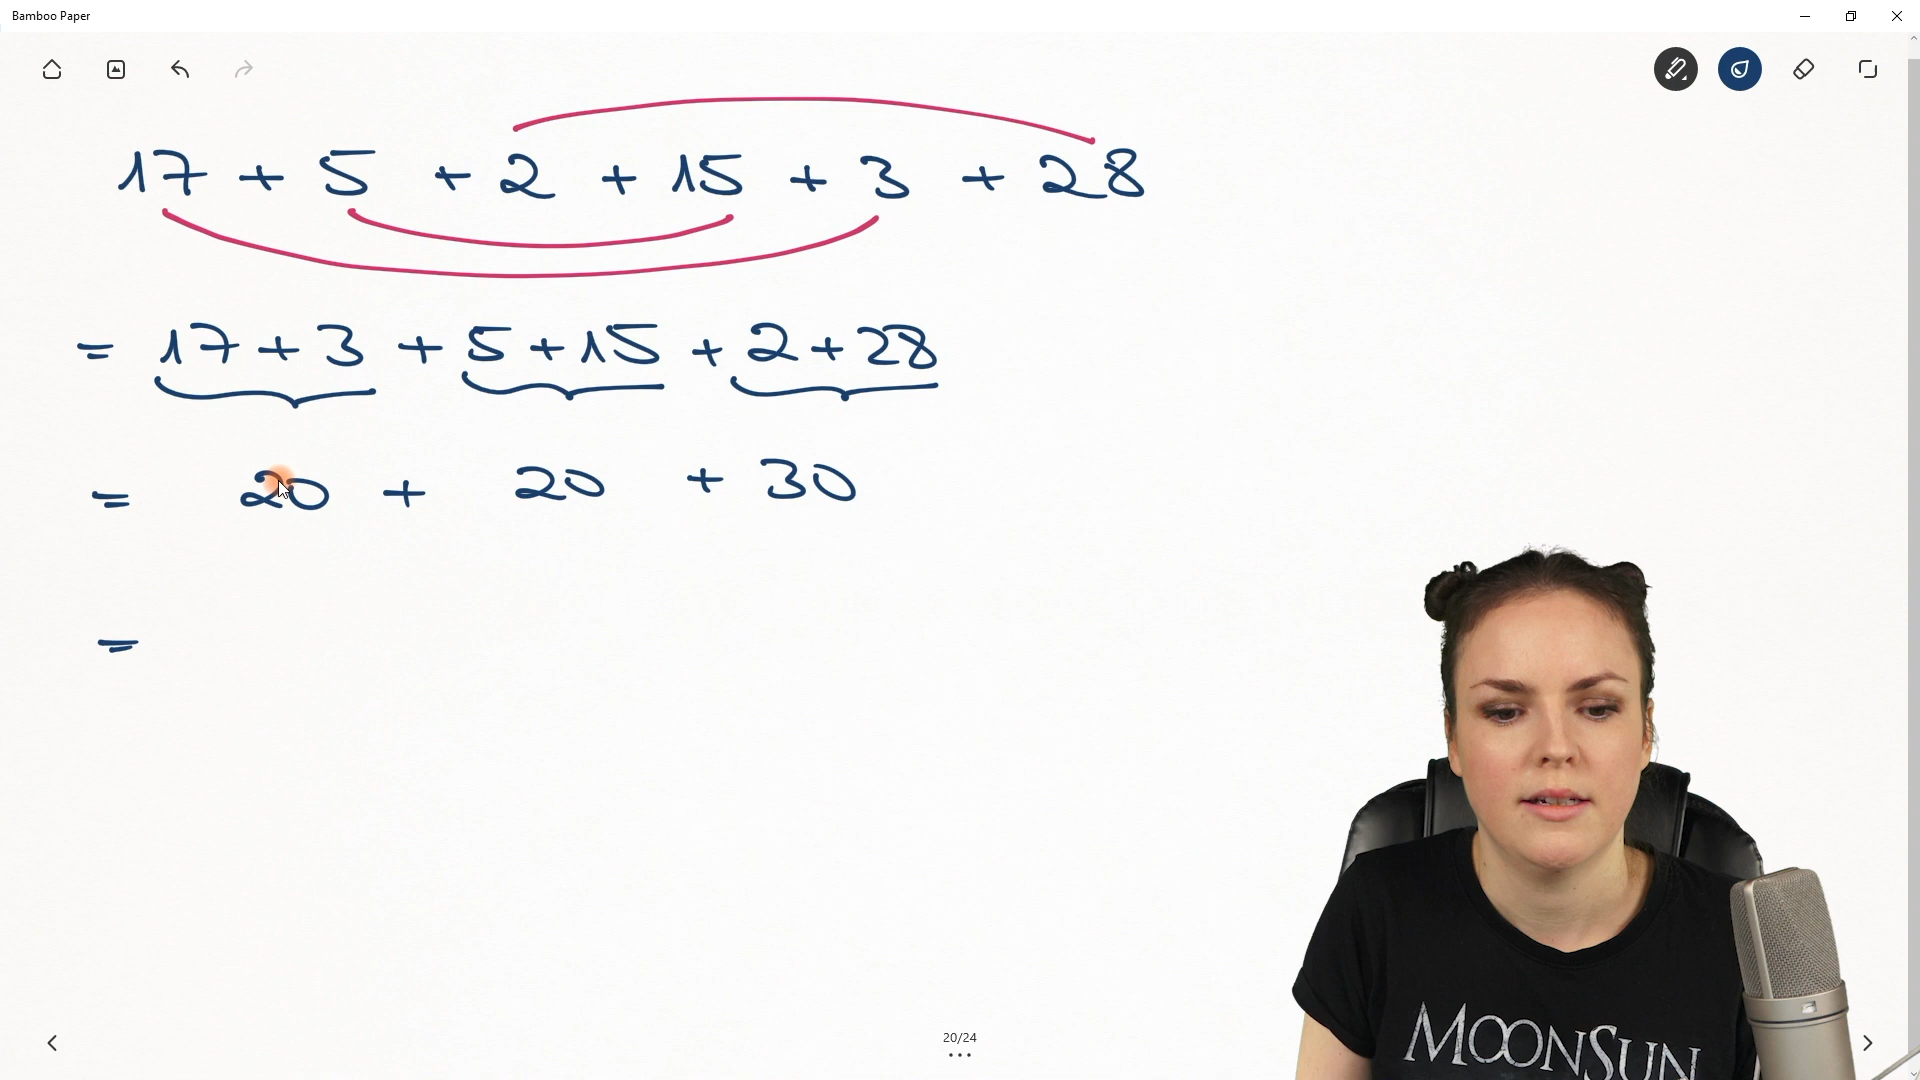 Bamboo Paper
17 + 5 + 2 + 15 + 3 + 28
= 17 + 3 + 5 + 15 + 2 + 28
= 20 + 20 + 30
=
MOONSUN
20/24